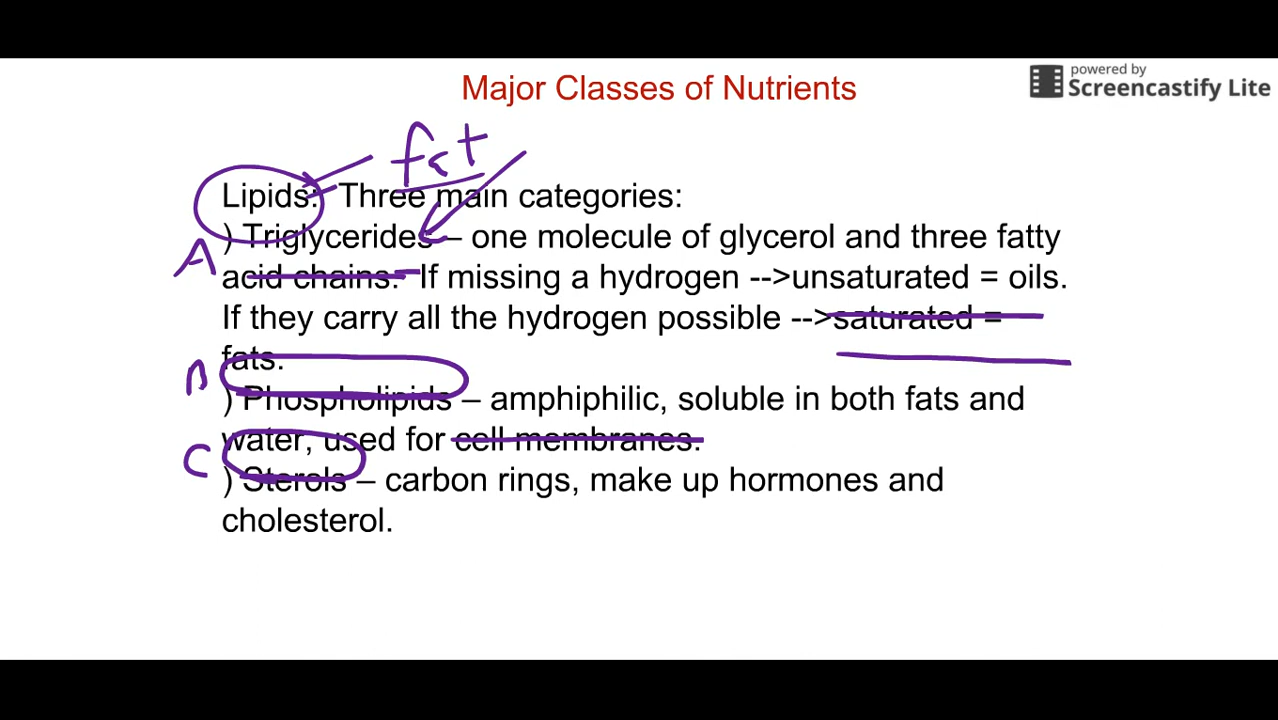 Major Classes of Nutrients
powered by
Screencastify Lite
fat
Lipids: Three main categories:
A ) Triglycerides – one molecule of glycerol and three fatty
acid chains. If missing a hydrogen -->unsaturated = oils.
If they carry all the hydrogen possible -->saturated =
fats.
B ) Phospholipids – amphiphilic, soluble in both fats and
water, used for cell membranes.
C ) Sterols – carbon rings, make up hormones and
cholesterol.